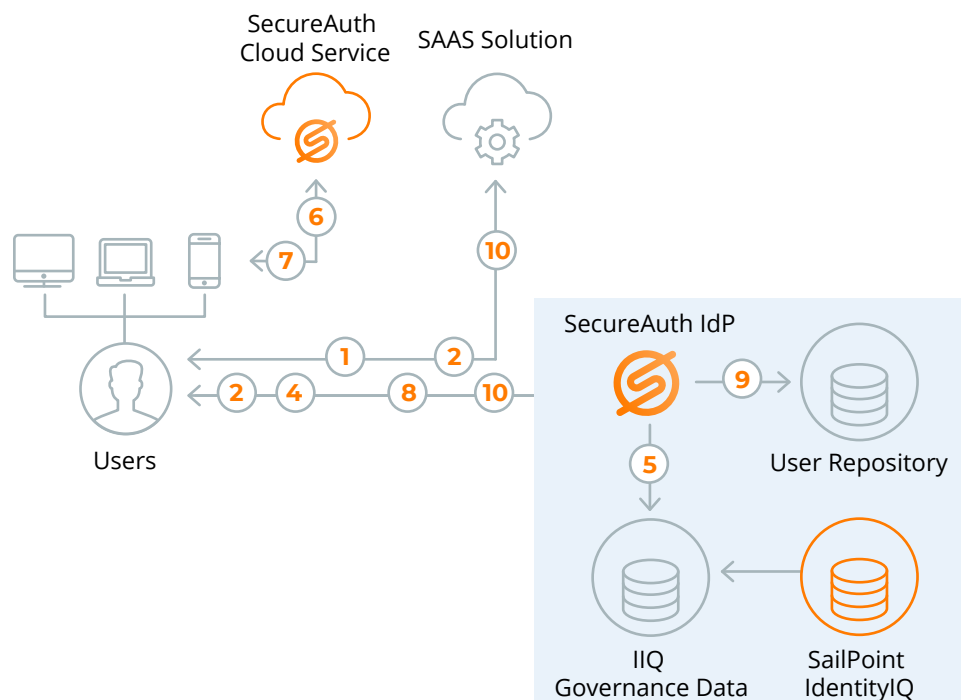 SecureAuth
Cloud Service
SAAS Solution
6
7
10
SecureAuth IdP
1
2
2
4
8
10
9
Users
5
User Repository
IIQ
Governance Data
SailPoint
IdentityIQ